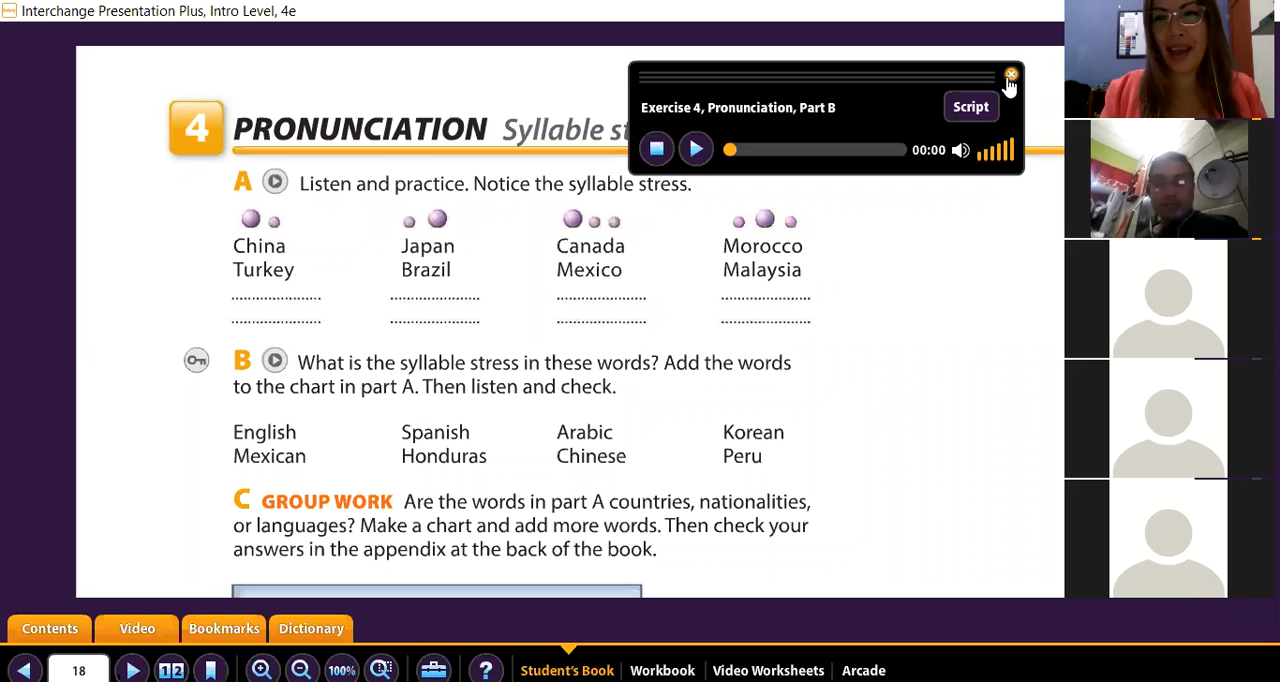 Interchange Presentation Plus, Intro Level, 4e
4 PRONUNCIATION Syllable st
Exercise 4, Pronunciation, Part B
Script
00:00
A Listen and practice. Notice the syllable stress.
China Japan Canada Morocco
Turkey Brazil Mexico Malaysia
B What is the syllable stress in these words? Add the words
to the chart in part A. Then listen and check.
English Spanish Arabic Korean
Mexican Honduras Chinese Peru
C GROUP WORK Are the words in part A countries, nationalities,
or languages? Make a chart and add more words. Then check your
answers in the appendix at the back of the book.
Contents Video Bookmarks Dictionary
18 1 2 100% ? Student's Book Workbook Video Worksheets Arcade